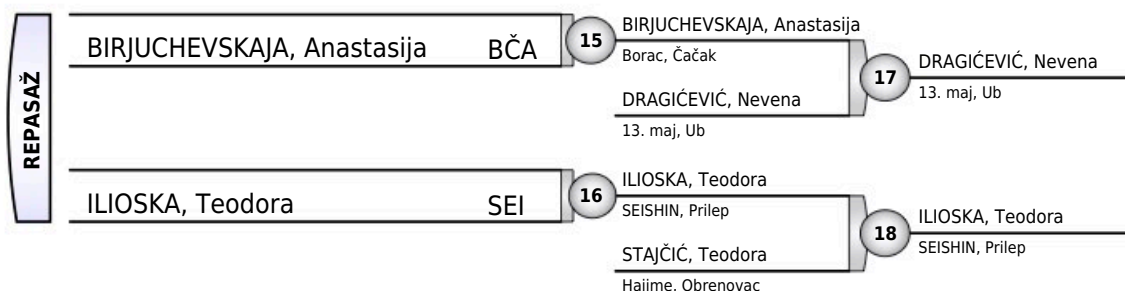 REPASAŽ
BIRJUCHEVSKAJA, Anastasija BČA
15
BIRJUCHEVSKAJA, Anastasija
Borac, Čačak
DRAGIĆEVIĆ, Nevena
13. maj, Ub
17
DRAGIĆEVIĆ, Nevena
13. maj, Ub
ILIOSKA, Teodora SEI
16
ILIOSKA, Teodora
SEISHIN, Prilep
STAJČIĆ, Teodora
Hajime, Obrenovac
18
ILIOSKA, Teodora
SEISHIN, Prilep